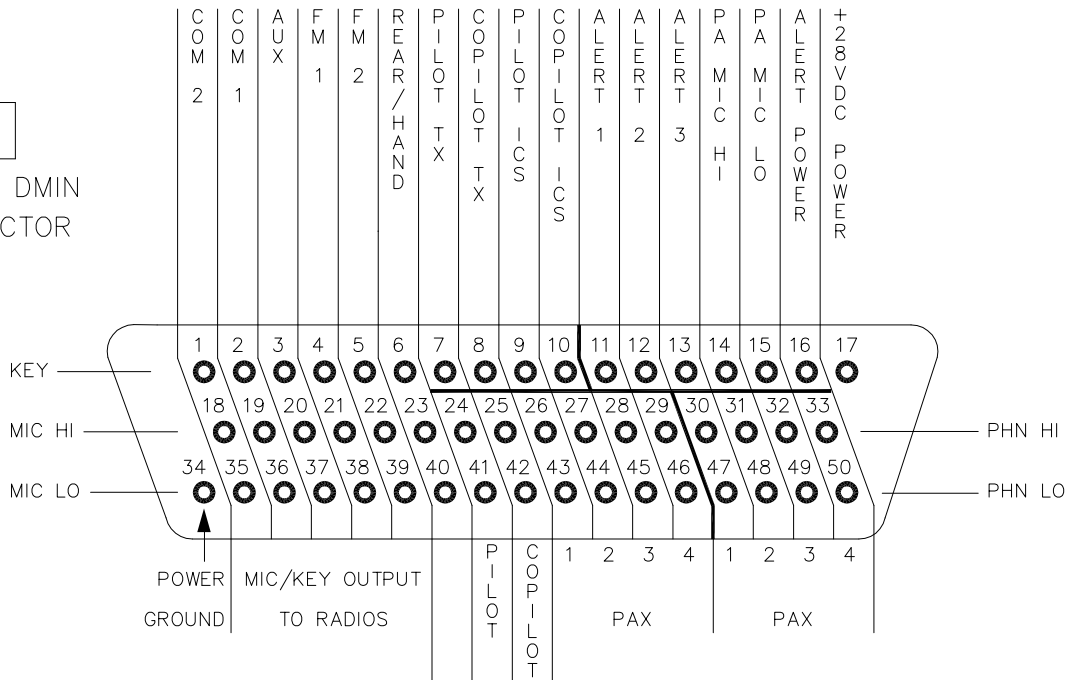 COM 2
COM 1
AUX
FM 1
FM 2
REAR/HAND
PILOT TX
COPILOT TX
PILOT ICS
COPILOT ICS
ALERT 1
ALERT 2
ALERT 3
PA MIC HI
PA MIC LO
ALERT POWER
+28VDC POWER
DMIN
CTOR
1 2 3 4 5 6 7 8 9 10 11 12 13 14 15 16 17
KEY
18 19 20 21 22 23 24 25 26 27 28 29 30 31 32 33
MIC HI
PHN HI
34 35 36 37 38 39 40 41 42 43 44 45 46 47 48 49 50
MIC LO
PHN LO
POWER
GROUND
MIC/KEY OUTPUT
TO RADIOS
PILOT
COPILOT
1 2 3 4
PAX
1 2 3 4
PAX